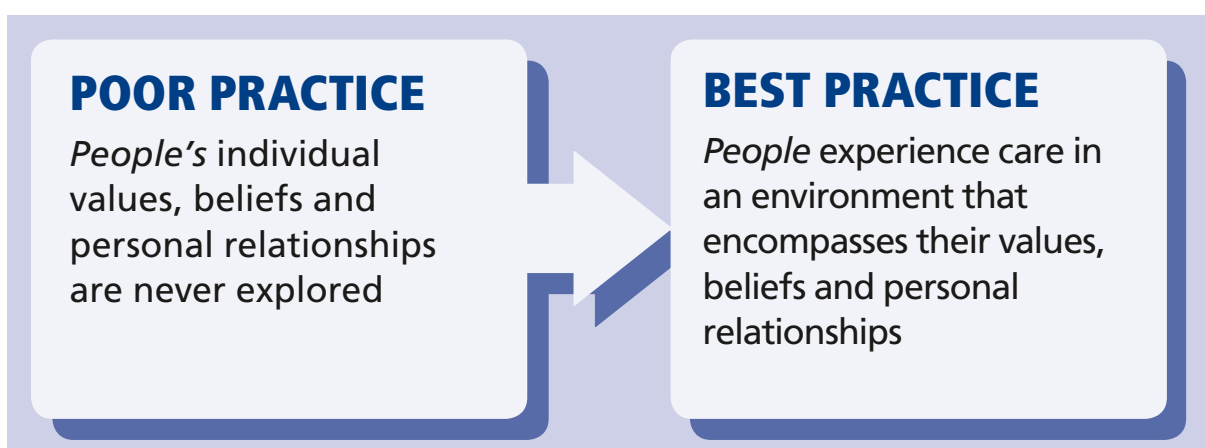 POOR PRACTICE
People's individual
values, beliefs and
personal relationships
are never explored
BEST PRACTICE
People experience care in
an environment that
encompasses their values,
beliefs and personal
relationships